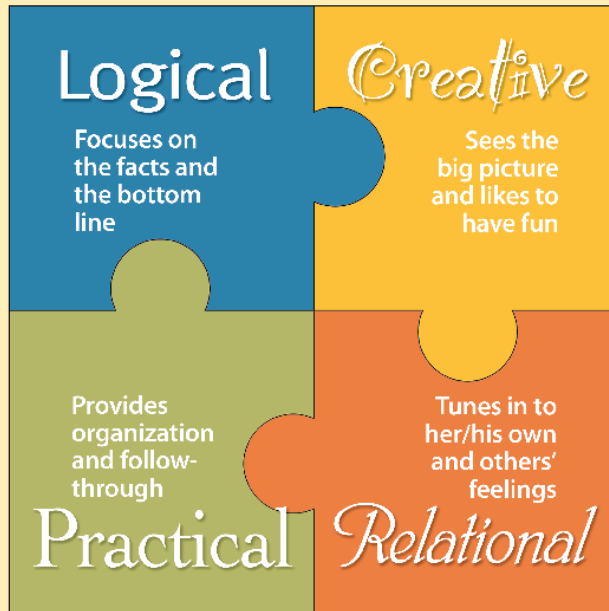 Logical
Focuses on
the facts and
the bottom
line
Creative
Sees the
big picture
and likes to
have fun
Provides
organization
and follow-
through
Practical
Tunes in to
her/his own
and others'
feelings
Relational